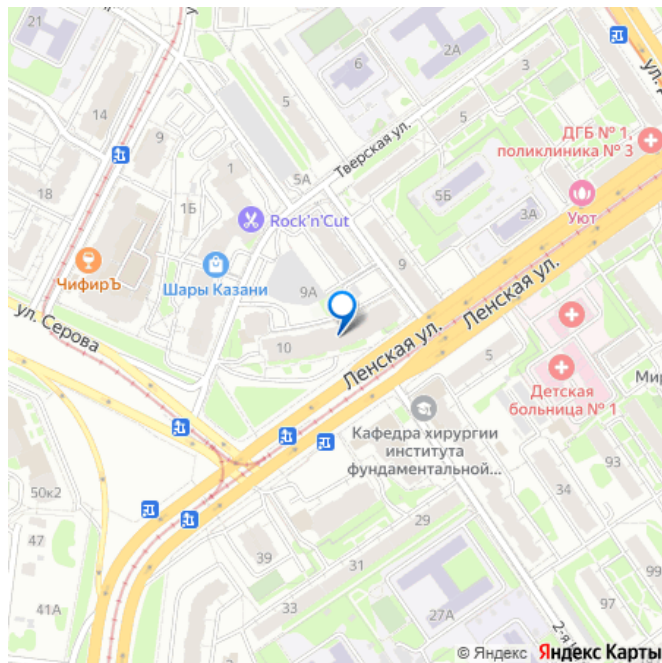 21
14
9
18
1
1Б
5
5А
6
2А
3
5
Тверская ул.
ДГБ № 1,
поликлиника № 3
5Б
3А
Уют
Rock'n'Cut
ЧифирЪ
Шары Казани
9А
9
10
ул. Серова
Ленская ул.
Ленская ул.
5
Детская
больница № 1
Кафедра хирургии
института
фундаментальной...
50к2
47
41А
39
33
31
29
27А
34
93
97
99
© Яндекс Яндекс Карты